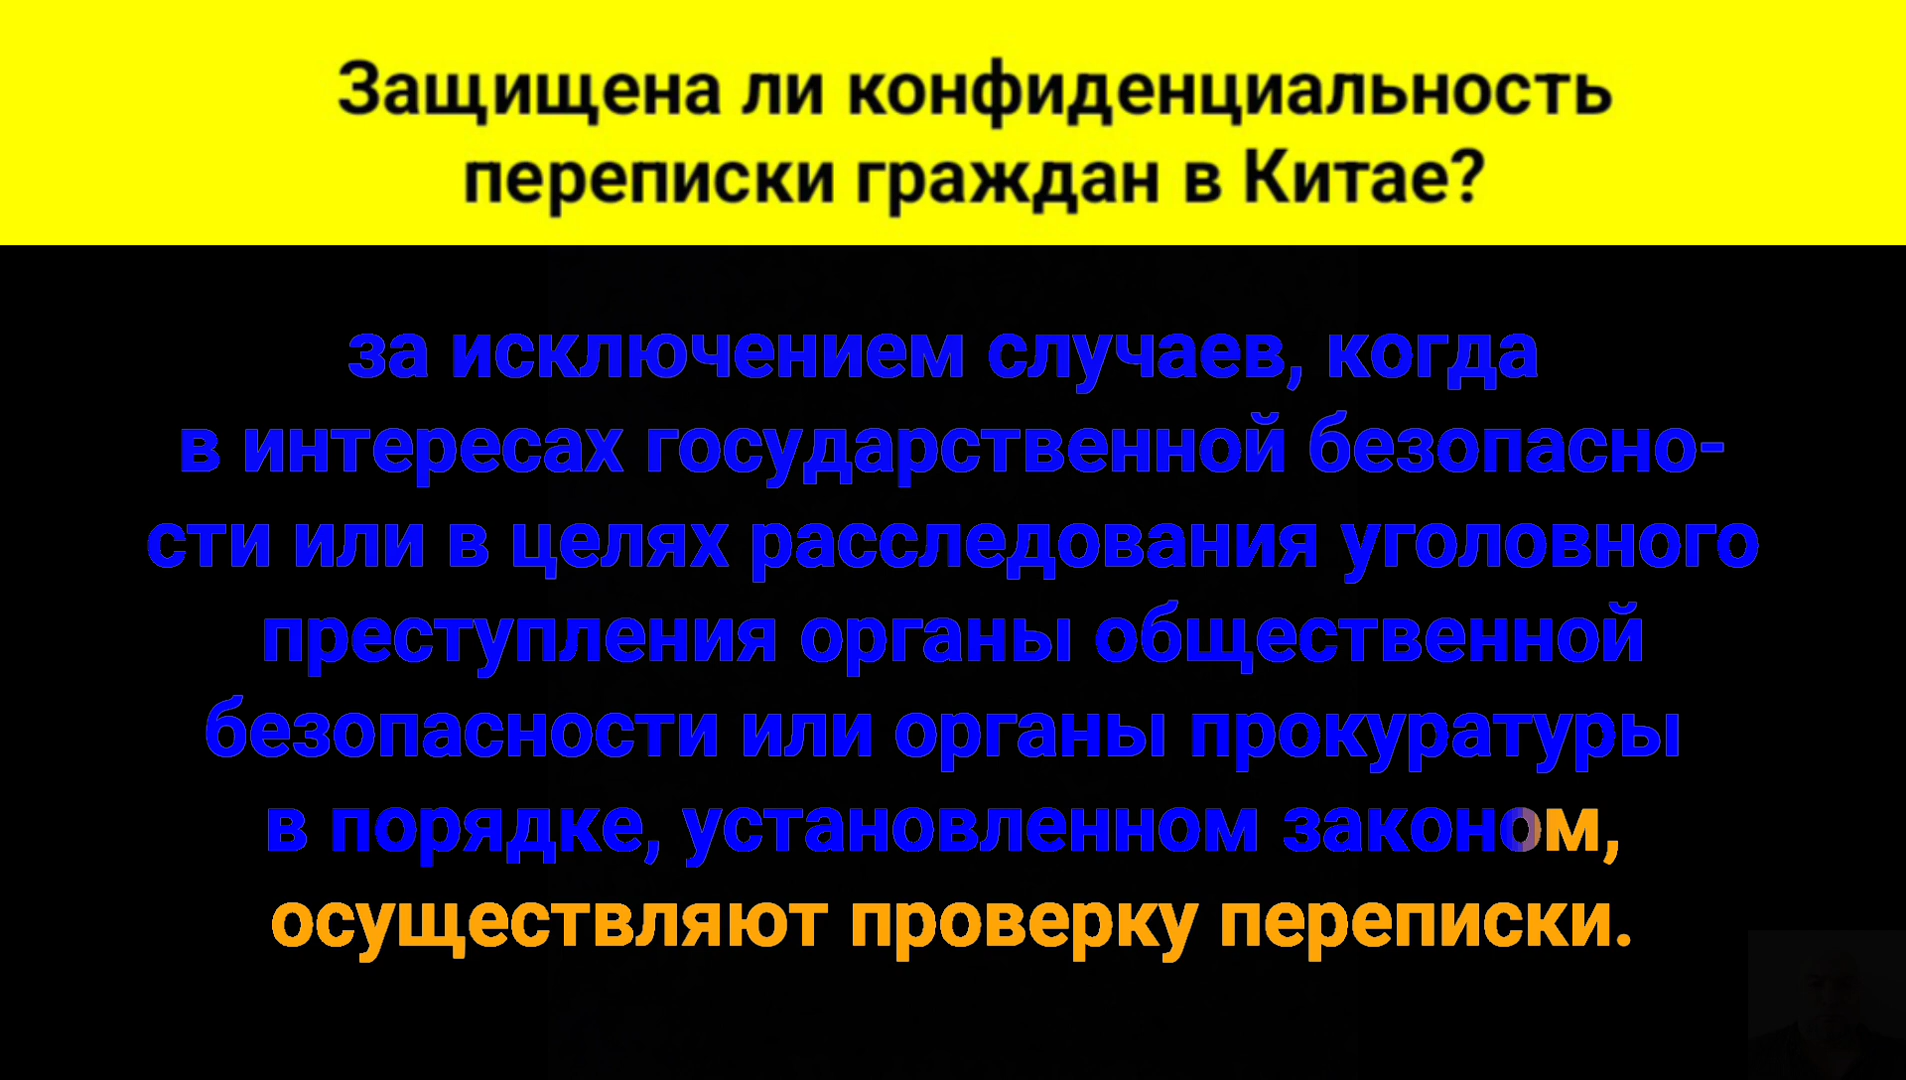 Защищена ли конфиденциальность
переписки граждан в Китае?
за исключением случаев, когда
в интересах государственной безопасно-
сти или в целях расследования уголовного
преступления органы общественной
безопасности или органы прокуратуры
в порядке, установленном законом,
осуществляют проверку переписки.